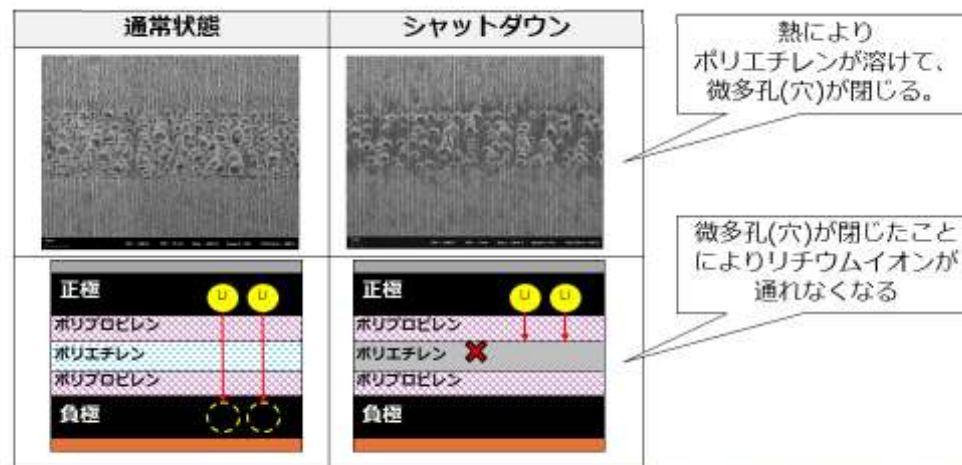 通常状態
シャットダウン
熱により
ポリエチレンが溶けて、
微多孔(穴)が閉じる。
微多孔(穴)が閉じたこと
によりリチウムイオンが
通れなくなる
正極
Li
Li
ポリプロピレン
ポリエチレン
ポリプロピレン
負極
正極
Li
Li
ポリプロピレン
ポリエチレン
ポリプロピレン
負極